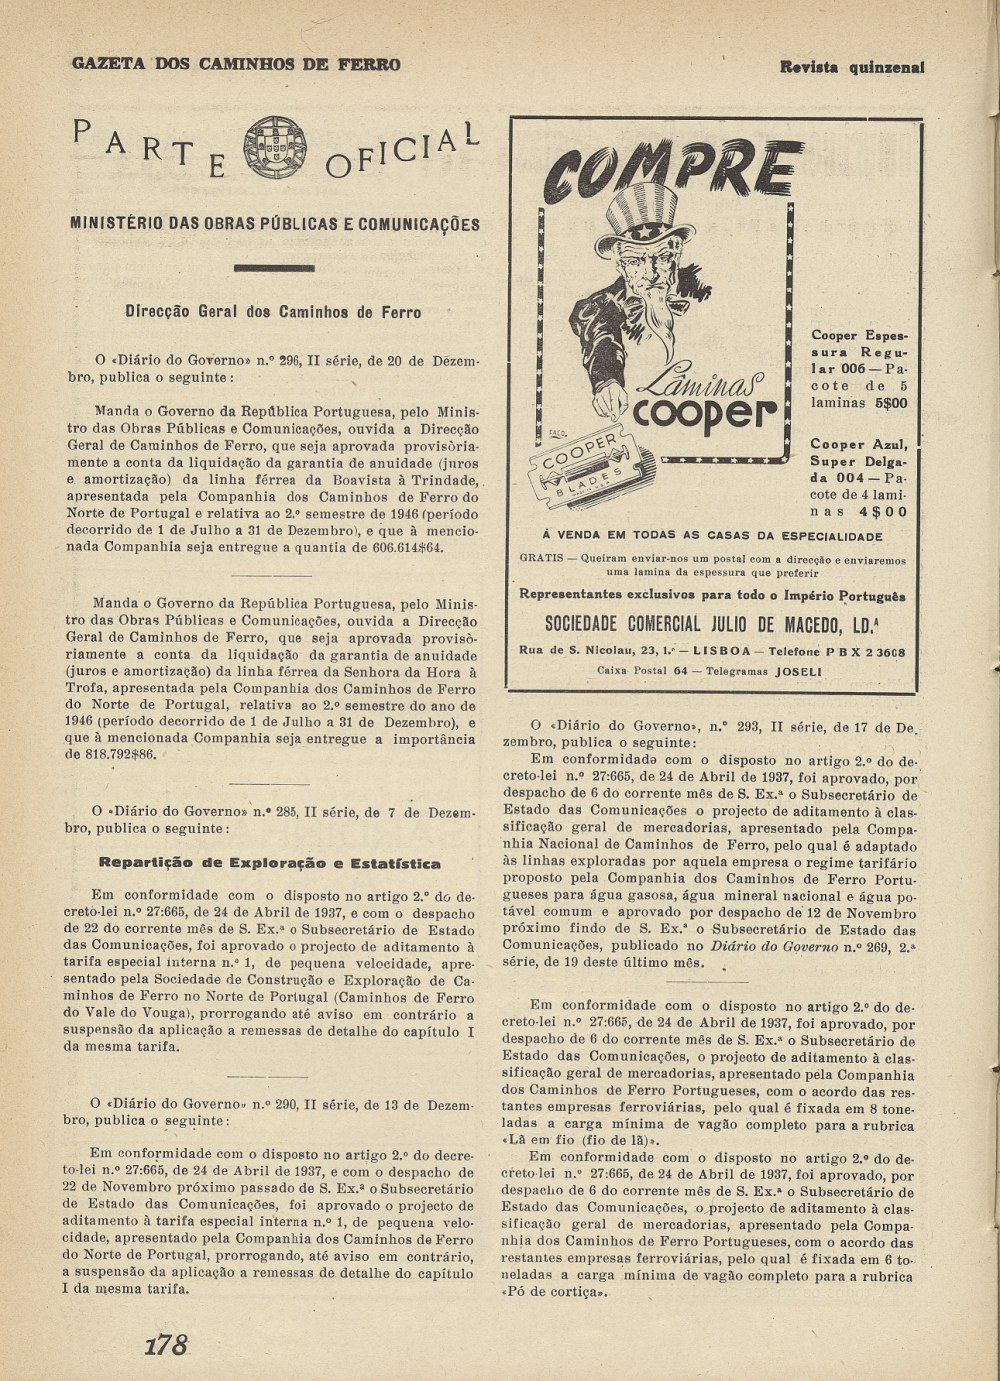 GAZETA DOS CAMINHOS DE FERRO
Revista quinzenal
PARTE OFICIAL
MINISTÉRIO DAS OBRAS PÚBLICAS E COMUNICAÇÕES
Direcção Geral dos Caminhos de Ferro
O «Diário do Governo» n.º 296, II série, de 20 de Dezem-
bro, publica o seguinte:
Manda o Governo da República Portuguesa, pelo Minis-
tro das Obras Públicas e Comunicações, ouvida a Direcção
Geral de Caminhos de Ferro, que seja aprovada provisòria-
mente a conta da liquidação da garantia de anuidade (juros
e amortização) da linha férrea da Boavista à Trindade,
apresentada pela Companhia dos Caminhos de Ferro do
Norte de Portugal e relativa ao 2.º semestre de 1946 (período
decorrido de 1 de Julho a 31 de Dezembro), e que à mencio-
nada Companhia seja entregue a quantia de 606.614$64.
Manda o Governo da República Portuguesa, pelo Minis-
tro das Obras Públicas e Comunicações, ouvida a Direcção
Geral de Caminhos de Ferro, que seja aprovada provisò-
riamente a conta da liquidação da garantia de anuidade
(juros e amortização) da linha férrea da Senhora da Hora à
Trofa, apresentada pela Companhia dos Caminhos de Ferro
do Norte de Portugal, relativa ao 2.º semestre do ano de
1946 (período decorrido de 1 de Julho a 31 de Dezembro), e
que à mencionada Companhia seja entregue a importância
de 818.792$86.
O «Diário do Governo» n.º 285, II série, de 7 de Dezem-
bro, publica o seguinte:
Repartição de Exploração e Estatística
Em conformidade com o disposto no artigo 2.º do de-
creto-lei n.º 27:665, de 24 de Abril de 1937, e com o despacho
de 22 do corrente mês de S. Ex.ª o Subsecretário de Estado
das Comunicações, foi aprovado o projecto de aditamento à
tarifa especial interna n.º 1, de pequena velocidade, apre-
sentado pela Sociedade de Construção e Exploração de Ca-
minhos de Ferro no Norte de Portugal (Caminhos de Ferro
do Vale do Vouga), prorrogando até aviso em contrário a
suspensão da aplicação a remessas de detalhe do capítulo I
da mesma tarifa.
O «Diário do Governo» n.º 290, II série, de 13 de Dezem-
bro, publica o seguinte:
Em conformidade com o disposto no artigo 2.º do decre-
to-lei n.º 27:665, de 24 de Abril de 1937, e com o despacho de
22 de Novembro próximo passado de S. Ex.ª o Subsecretário
de Estado das Comunicações, foi aprovado o projecto de
aditamento à tarifa especial interna n.º 1, de pequena velo-
cidade, apresentado pela Companhia dos Caminhos de Ferro
do Norte de Portugal, prorrogando, até aviso em contrário,
a suspensão da aplicação a remessas de detalhe do capítulo
I da mesma tarifa.
COMPRE
Lâminas
cooper
COOPER
BLADES
Cooper Espes-
sura Regu-
lar 006 — Pa-
cote de 5
laminas 5$00
Cooper Azul,
Super Delga-
da 004 — Pa-
cote de 4 lami-
nas 4$00
Á VENDA EM TODAS AS CASAS DA ESPECIALIDADE
GRATIS — Queiram enviar-nos um postal com a direcção e enviaremos
uma lamina da espessura que preferir
Representantes exclusivos para todo o Império Português
SOCIEDADE COMERCIAL JULIO DE MACEDO, LD.ª
Rua de S. Nicolau, 23, 1.º — LISBOA — Telefone PBX 2 3608
Caixa Postal 64 — Telegramas JOSELI
O «Diário do Governo», n.º 293, II série, de 17 de De
zembro, publica o seguinte:
Em conformidade com o disposto no artigo 2.º do de-
creto-lei n.º 27:665, de 24 de Abril de 1937, foi aprovado, por
despacho de 6 do corrente mês de S. Ex.ª o Subsecretário de
Estado das Comunicações o projecto de aditamento à clas-
sificação geral de mercadorias, apresentado pela Compa-
nhia Nacional de Caminhos de Ferro, pelo qual é adaptado
às linhas exploradas por aquela empresa o regime tarifário
proposto pela Companhia dos Caminhos de Ferro Portu-
gueses para água gasosa, água mineral nacional e água po-
tável comum e aprovado por despacho de 12 de Novembro
próximo findo de S. Ex.ª o Subsecretário de Estado das
Comunicações, publicado no Diário do Governo n.º 269, 2.ª
série, de 19 deste último mês.
Em conformidade com o disposto no artigo 2.º do de-
creto-lei n.º 27:665, de 24 de Abril de 1937, foi aprovado, por
despacho de 6 do corrente mês de S. Ex.ª o Subsecretário de
Estado das Comunicações, o projecto de aditamento à clas-
sificação geral de mercadorias, apresentado pela Companhia
dos Caminhos de Ferro Portugueses, com o acordo das res-
tantes empresas ferroviárias, pelo qual é fixada em 8 tone-
ladas a carga mínima de vagão completo para a rubrica
«Lã em fio (fio de lã)».
Em conformidade com o disposto no artigo 2.º do de-
creto-lei n.º 27:665, de 24 de Abril de 1937, foi aprovado, por
despacho de 6 do corrente mês de S. Ex.ª o Subsecretário de
Estado das Comunicações, o projecto de aditamento à clas-
sificação geral de mercadorias, apresentado pela Compa-
nhia dos Caminhos de Ferro Portugueses, com o acordo das
restantes empresas ferroviárias, pelo qual é fixada em 6 to-
neladas a carga mínima de vagão completo para a rubrica
«Pó de cortiça».
178